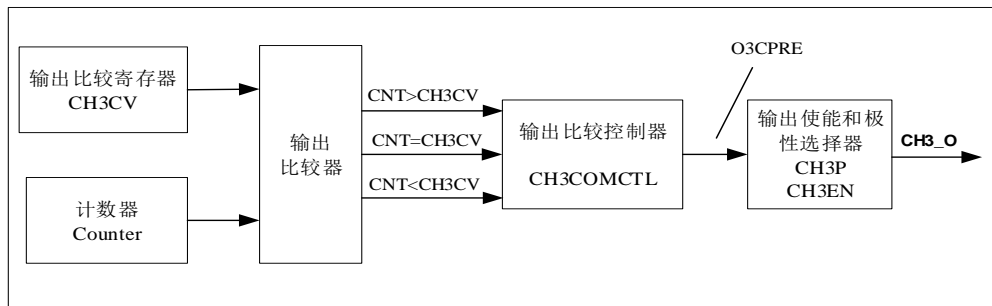 O3CPRE
输出比较寄存器
CH3CV
计数器
Counter
输出
比较器
CNT>CH3CV
CNT=CH3CV
CNT<CH3CV
输出比较控制器
CH3COMCTL
输出使能和极
性选择器
CH3P
CH3EN
CH3_O